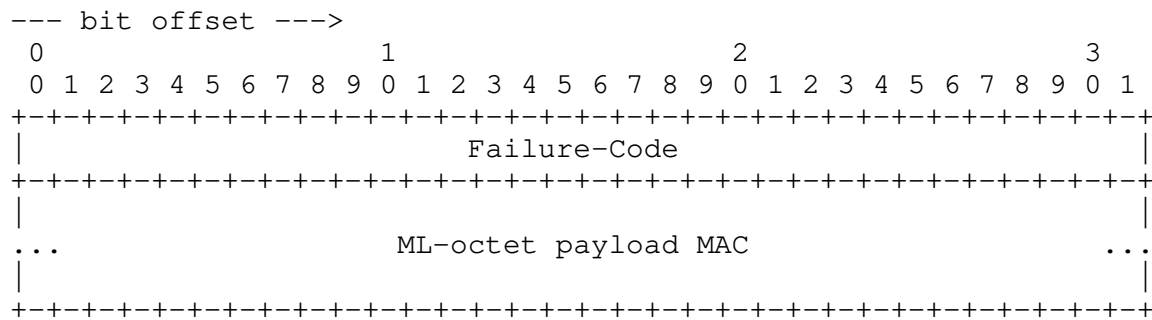 --- bit offset --->
 0                   1                   2                   3
 0 1 2 3 4 5 6 7 8 9 0 1 2 3 4 5 6 7 8 9 0 1 2 3 4 5 6 7 8 9 0 1
+-+-+-+-+-+-+-+-+-+-+-+-+-+-+-+-+-+-+-+-+-+-+-+-+-+-+-+-+-+-+-+-+
|                         Failure-Code                          |
+-+-+-+-+-+-+-+-+-+-+-+-+-+-+-+-+-+-+-+-+-+-+-+-+-+-+-+-+-+-+-+-+
|                                                               |
...                   ML-octet payload MAC                    ...
|                                                               |
+-+-+-+-+-+-+-+-+-+-+-+-+-+-+-+-+-+-+-+-+-+-+-+-+-+-+-+-+-+-+-+-+